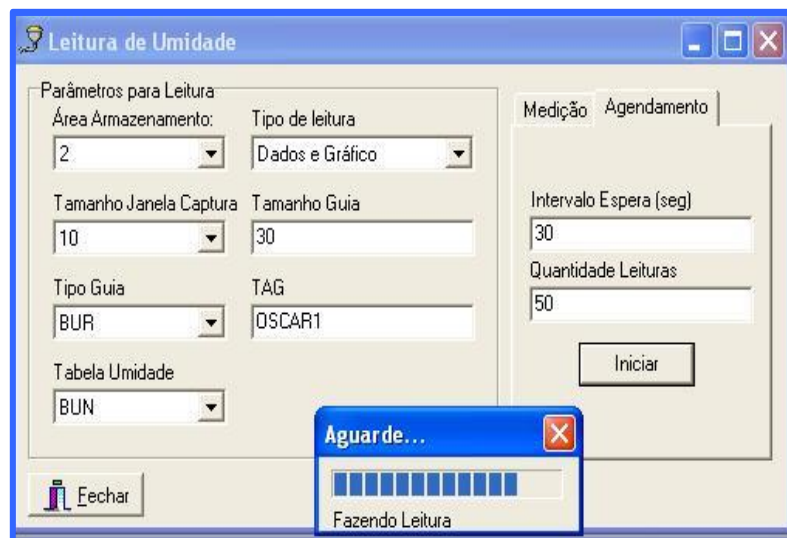 Leitura de Umidade
Parâmetros para Leitura
Área Armazenamento:
Tipo de leitura
2
Dados e Gráfico
Tamanho Janela Captura
Tamanho Guia
10
30
Tipo Guia
TAG
BUR
OSCAR1
Tabela Umidade
BUN
Medição
Agendamento
Intervalo Espera (seg)
30
Quantidade Leituras
50
Iniciar
Aguarde...
Fazendo Leitura
Fechar